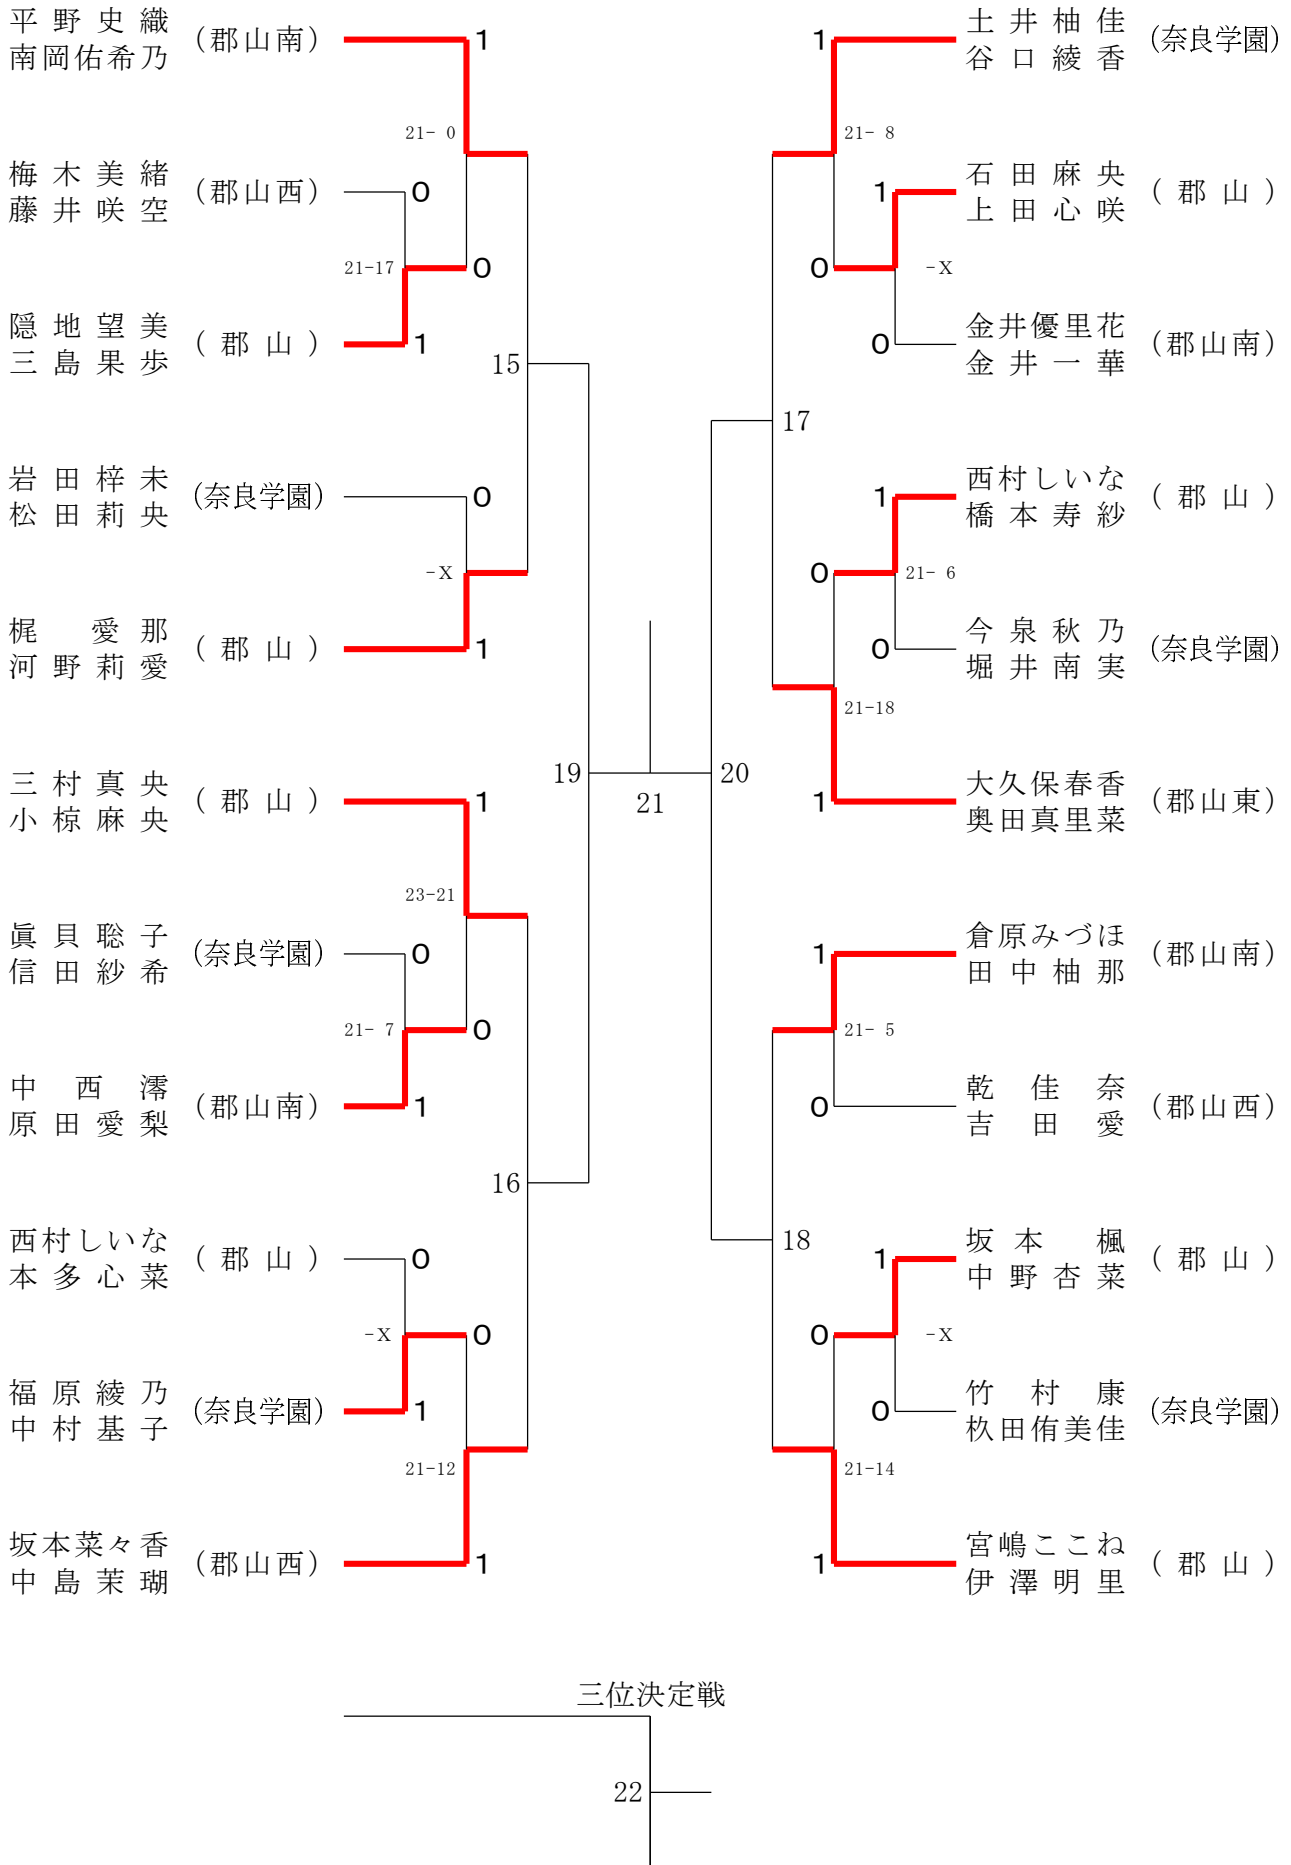 平野史織
南岡佑希乃
(郡山南)
1
21- 0
梅木美緒
藤井咲空
(郡山西)
0
21-17
0
隠地望美
三島果歩
(郡山)
1
15
岩田梓未
松田莉央
(奈良学園)
0
-X
梶 愛那
河野莉愛
(郡山)
1
三村真央
小椋麻央
(郡山)
1
23-21
眞貝聡子
信田紗希
(奈良学園)
0
21- 7
0
中西澪
原田愛梨
(郡山南)
1
16
西村しいな
本多心菜
(郡山)
0
-X
0
福原綾乃
中村基子
(奈良学園)
1
21-12
坂本菜々香
中島茉瑚
(郡山西)
1
19
21
20
1
土井柚佳
谷口綾香
(奈良学園)
21- 8
1
石田麻央
上田心咲
(郡山)
0
-X
0
金井優里花
金井一華
(郡山南)
17
1
西村しいな
橋本寿紗
(郡山)
0
21- 6
0
今泉秋乃
堀井南実
(奈良学園)
21-18
1
大久保春香
奥田真里菜
(郡山東)
1
倉原みづほ
田中柚那
(郡山南)
21- 5
0
乾佳奈
吉田愛
(郡山西)
18
1
坂本 楓
中野杏菜
(郡山)
0
-X
0
竹村康
杦田侑美佳
(奈良学園)
21-14
1
宮嶋ここね
伊澤明里
(郡山)
三位決定戦
22